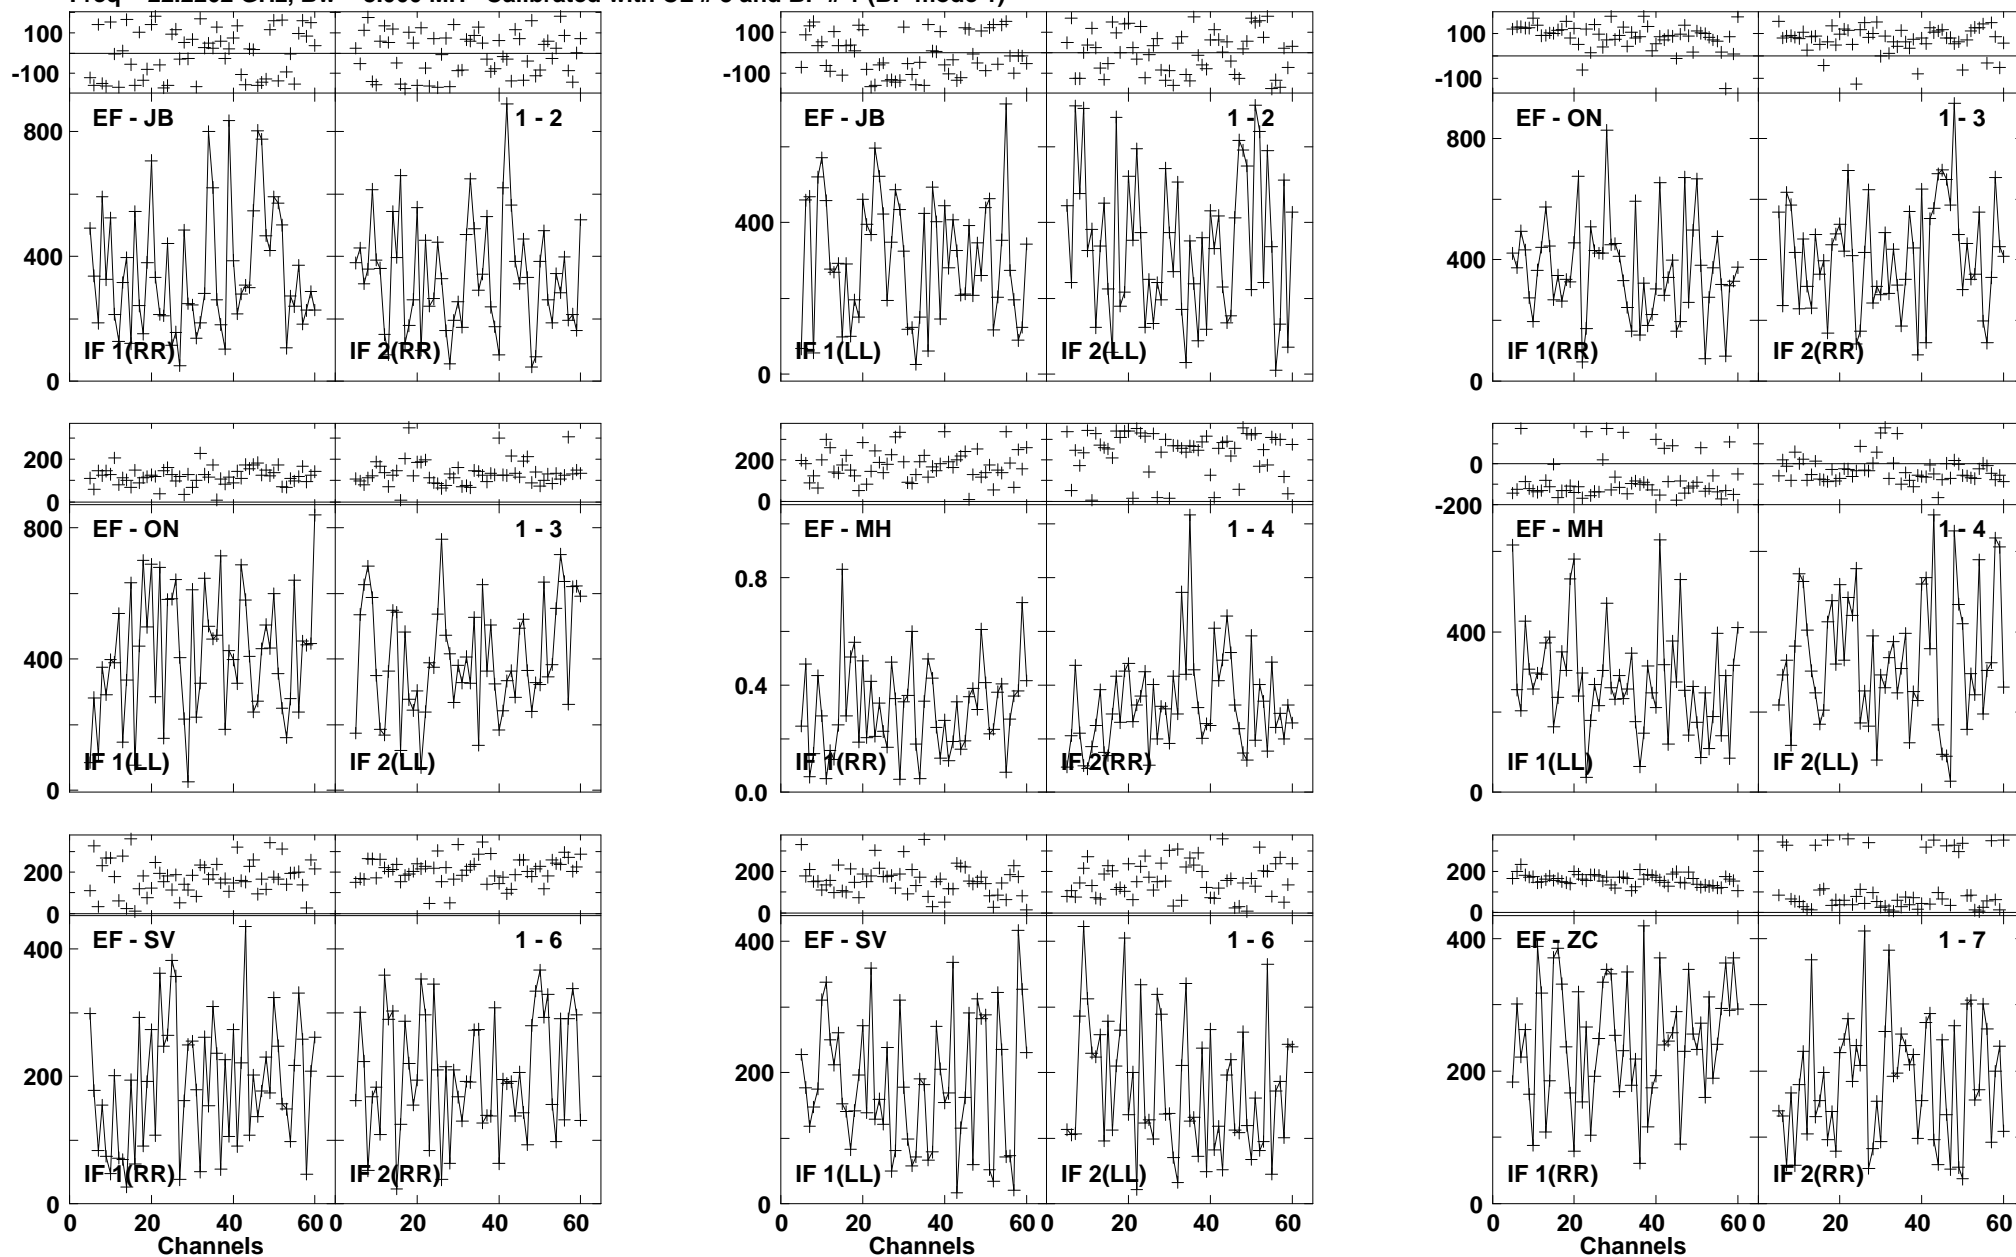 100
-100
EF - JB
1 - 2
800
400
0
IF 1(RR)
IF 2(RR)
100
-100
EF - JB
1 - 2
400
0
IF 1(LL)
IF 2(LL)
100
-100
EF - ON
1 - 3
800
400
0
IF 1(RR)
IF 2(RR)
200
0
EF - ON
1 - 3
800
400
0
IF 1(LL)
IF 2(LL)
200
0
EF - MH
1 - 4
0.8
0.4
0.0
IF 1(RR)
IF 2(RR)
0
-200
EF - MH
1 - 4
400
0
IF 1(LL)
IF 2(LL)
200
0
EF - SV
1 - 6
400
200
0
IF 1(RR)
IF 2(RR)
0 20 40 60 0 20 40 60
Channels
200
0
EF - SV
1 - 6
400
200
0
IF 1(LL)
IF 2(LL)
0 20 40 60 0 20 40 60
Channels
200
0
EF - ZC
1 - 7
400
200
0
IF 1(RR)
IF 2(RR)
0 20 40 60 0 20 40 60
Channels